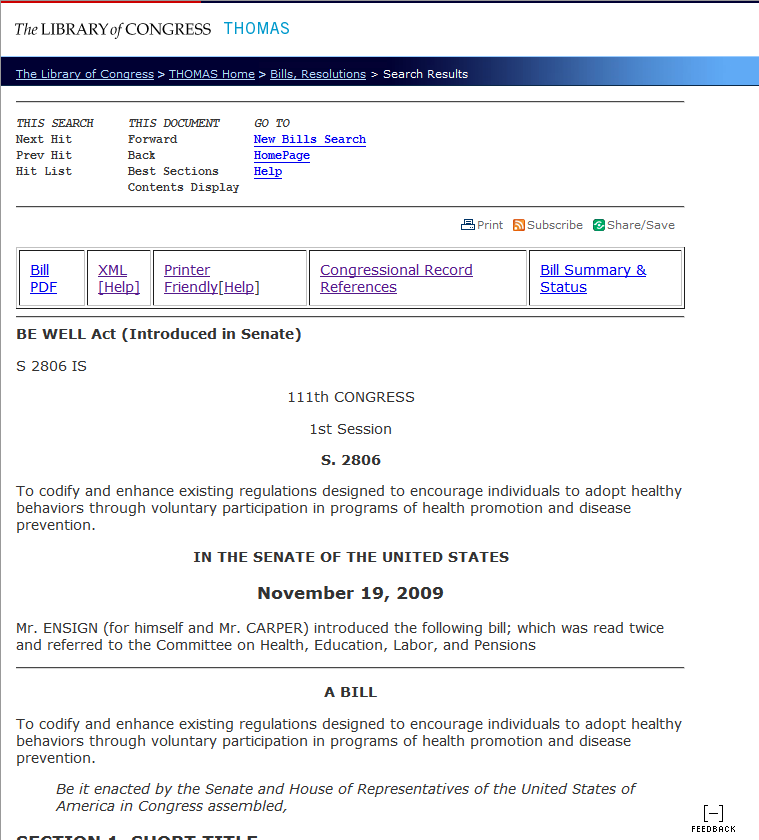 The LIBRARY of CONGRESS THOMAS
The Library of Congress > THOMAS Home > Bills, Resolutions > Search Results
THIS SEARCH THIS DOCUMENT GO TO
Next Hit Forward New Bills Search
Prev Hit Back HomePage
Hit List Best Sections Help
Contents Display
Print Subscribe Share/Save
Bill XML Printer Congressional Record Bill Summary &
PDF [Help] Friendly[Help] References Status
BE WELL Act (Introduced in Senate)
S 2806 IS
111th CONGRESS
1st Session
S. 2806
To codify and enhance existing regulations designed to encourage individuals to adopt healthy
behaviors through voluntary participation in programs of health promotion and disease
prevention.
IN THE SENATE OF THE UNITED STATES
November 19, 2009
Mr. ENSIGN (for himself and Mr. CARPER) introduced the following bill; which was read twice
and referred to the Committee on Health, Education, Labor, and Pensions
A BILL
To codify and enhance existing regulations designed to encourage individuals to adopt healthy
behaviors through voluntary participation in programs of health promotion and disease
prevention.
Be it enacted by the Senate and House of Representatives of the United States of
America in Congress assembled,
[-]
FEEDBACK
SECTION 1. SHORT TITLE